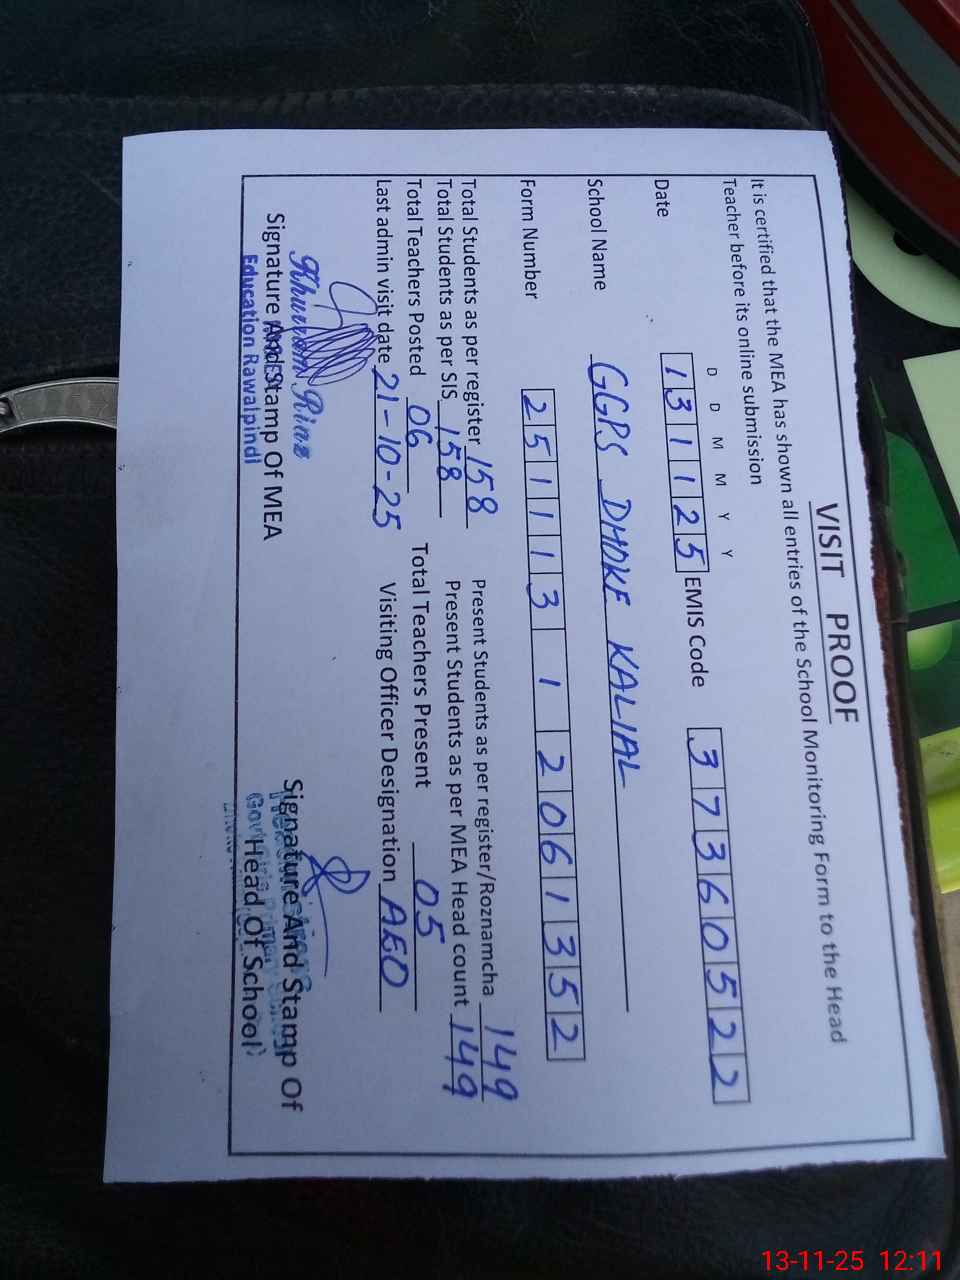 VISIT PROOF
It is certified that the MEA has shown all entries of the School Monitoring Form to the Head
Teacher before its online submission
D D M M Y Y
Date 1 3 1 1 2 5 EMIS Code 3 7 3 6 0 5 2 2
School Name GGPS DHOKE KALIAL
Form Number 2 5 1 1 1 3 1 2 0 6 1 3 5 2
Total Students as per register 158 Present Students as per register/Roznamcha 149
Total Students as per SIS 158 Present Students as per MEA Head count 149
Total Teachers Posted 06 Total Teachers Present 05
Last admin visit date 21-10-25 Visiting Officer Designation AEO
Khurram Riaz
Signature And Stamp Of MEA Signature And Stamp Of
Education Rawalpindi Head Of School
13-11-25 12:11